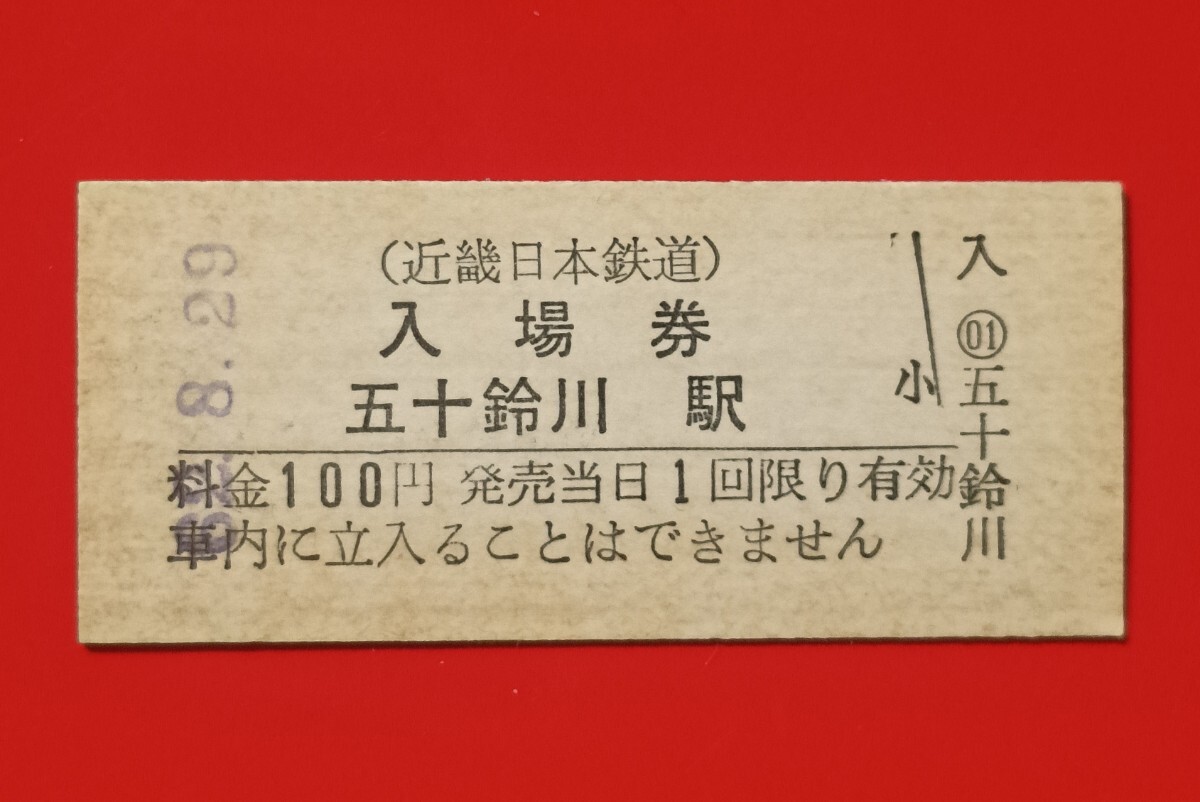 （近畿日本鉄道）
入場券
五十鈴川 駅
料金100円 発売当日1回限り有効
車内に立入ることはできません
小
入 ㊀五十鈴川
8.29